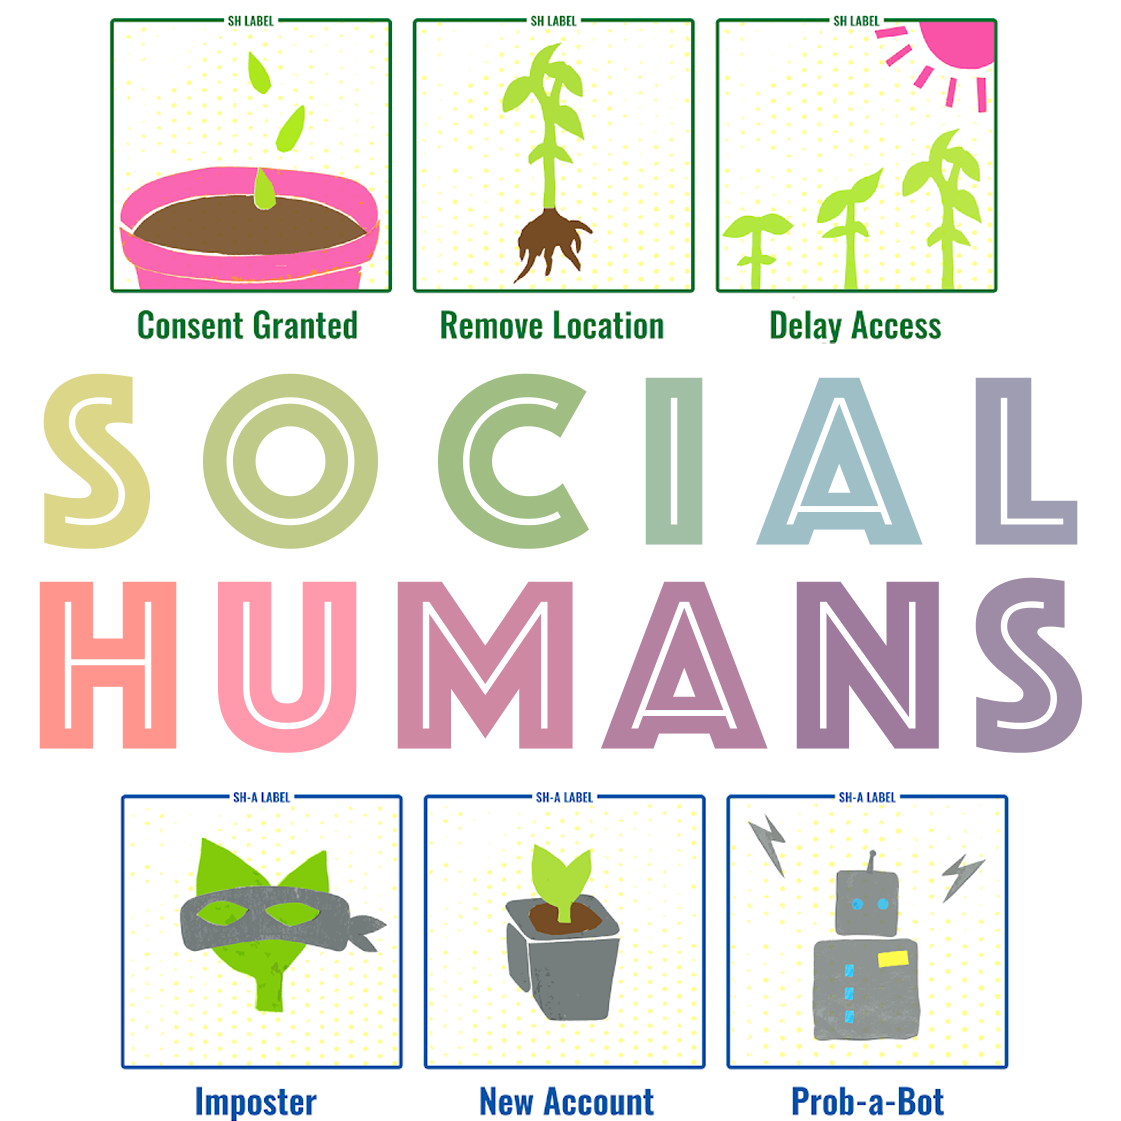 SH LABEL SH LABEL SH LABEL
Consent Granted Remove Location Delay Access
SOCIAL
HUMANS
SH-A LABEL SH-A LABEL SH-A LABEL
Imposter New Account Prob-a-Bot